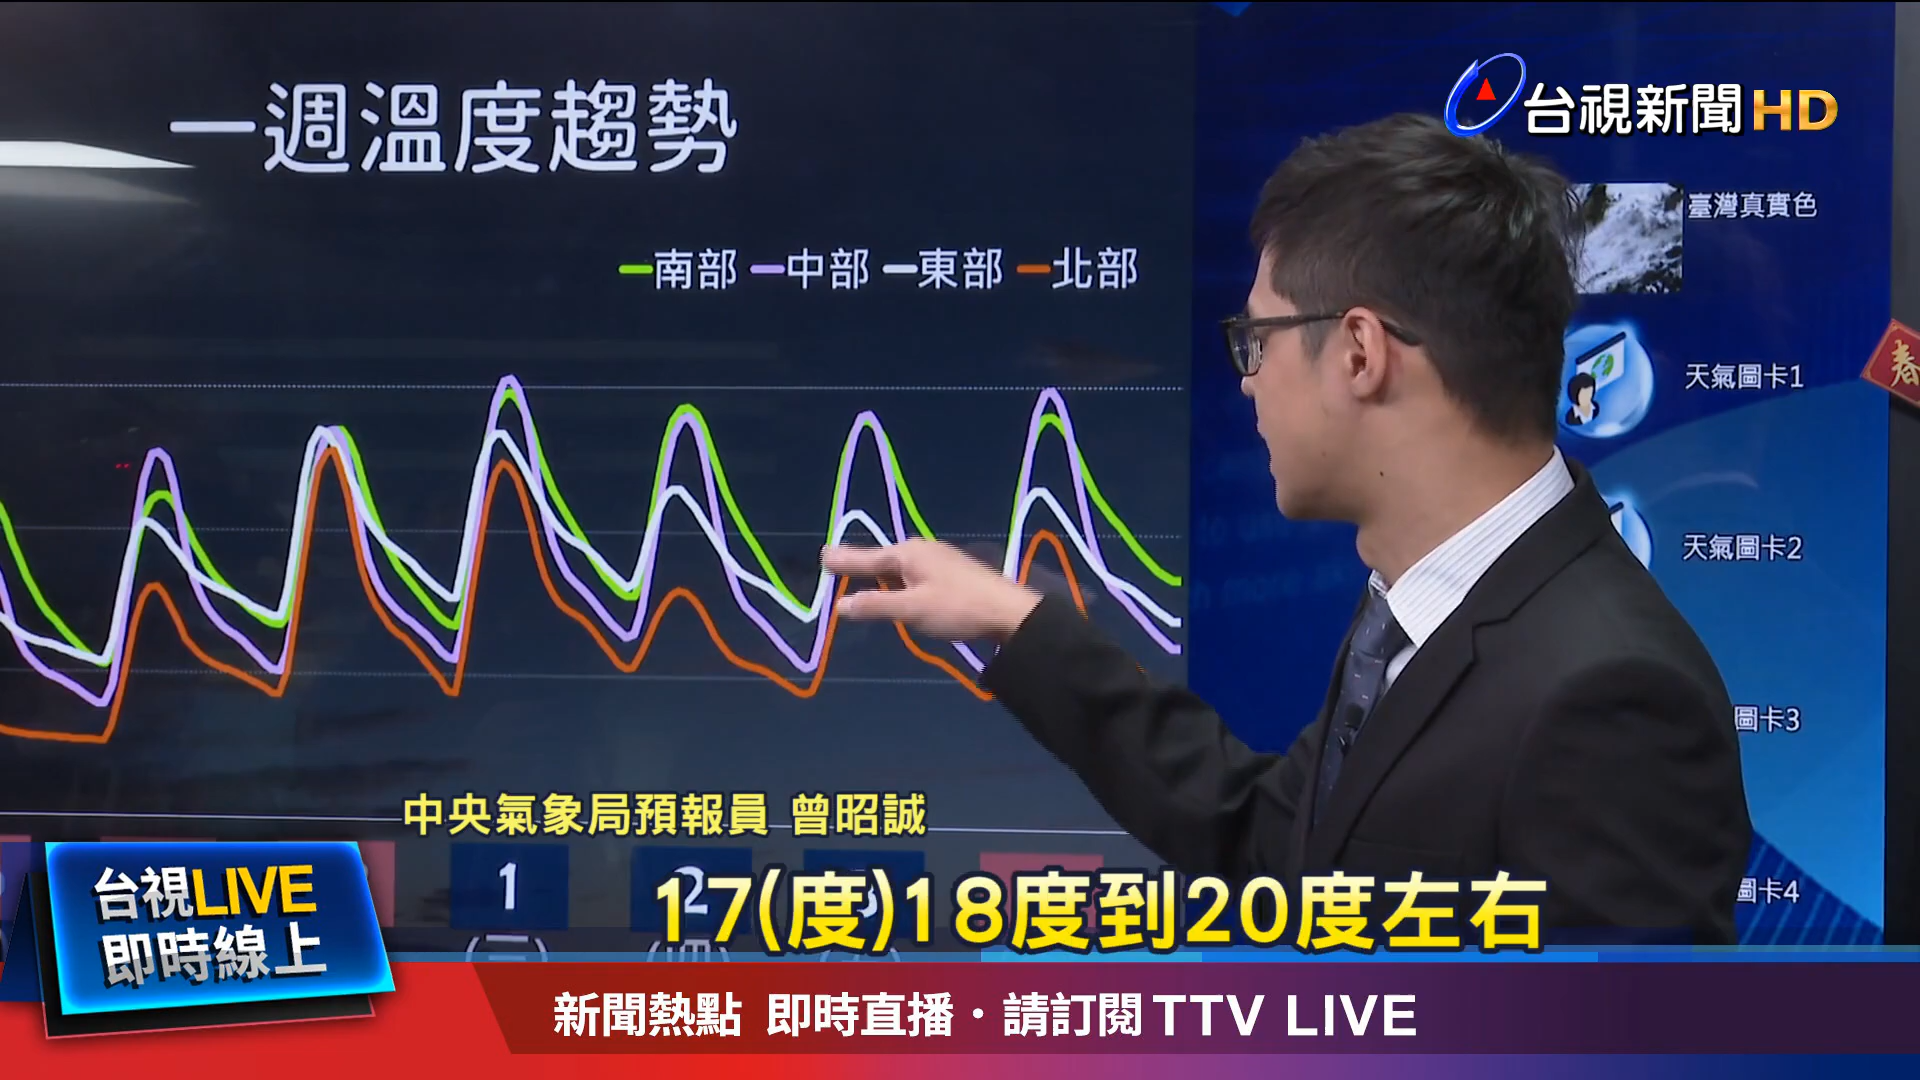 一週溫度趨勢
台視新聞HD
臺灣真實色
南部 中部 東部 北部
春
天氣圖卡1
天氣圖卡2
圖卡3
中央氣象局預報員 曾昭誠
台視LIVE
即時線上
1
2
3
圖卡4
17(度)18度到20度左右
新聞熱點 即時直播·請訂閱TTV LIVE